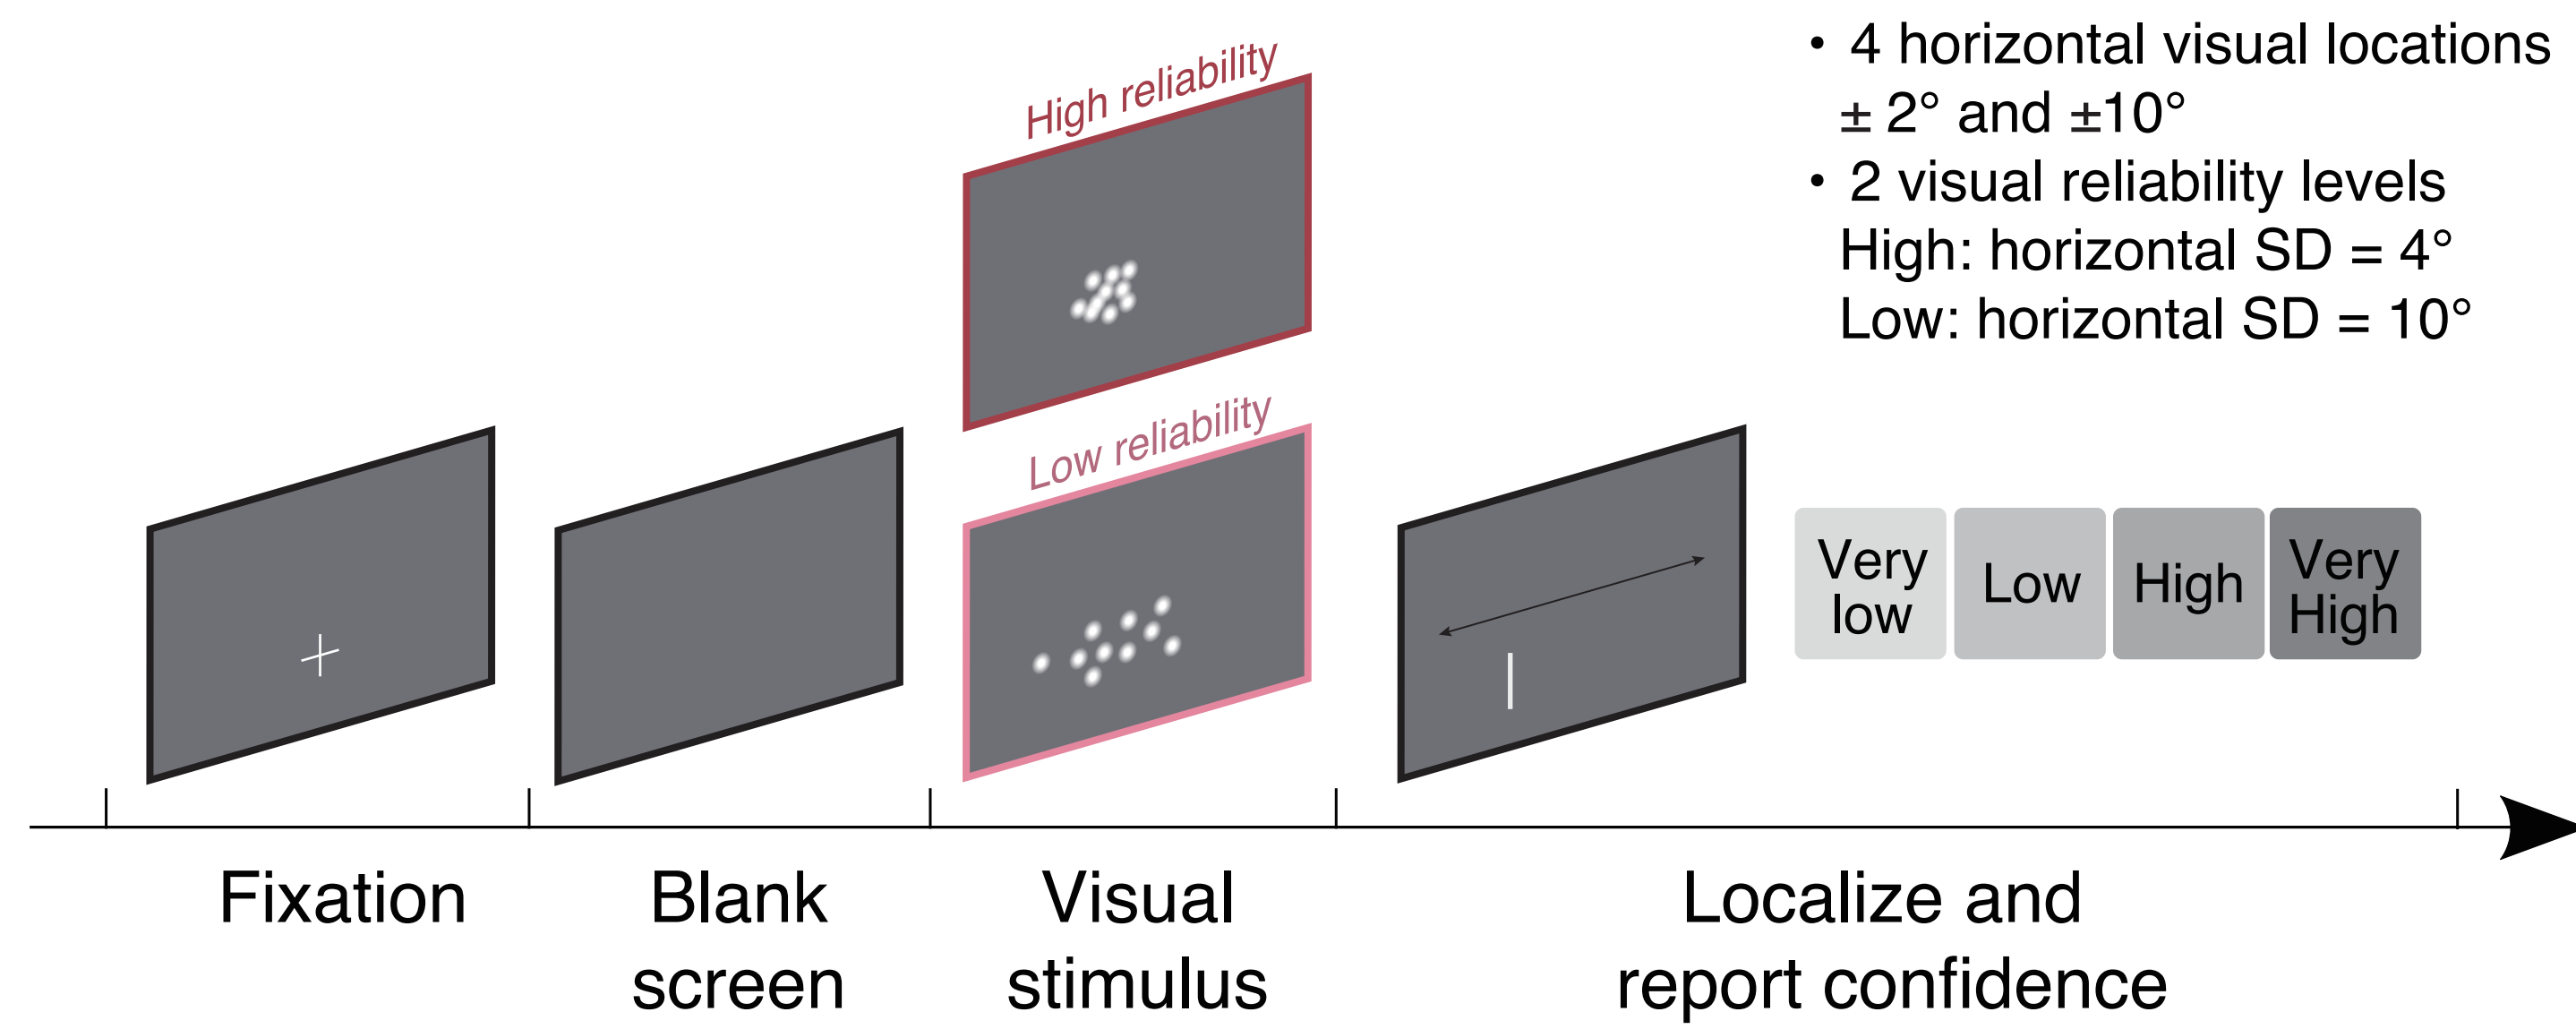 • 4 horizontal visual locations
± 2° and ±10°
• 2 visual reliability levels
High: horizontal SD = 4°
Low: horizontal SD = 10°
High reliability
Low reliability
Very
low
Low
High
Very
High
Fixation
Blank
screen
Visual
stimulus
Localize and
report confidence